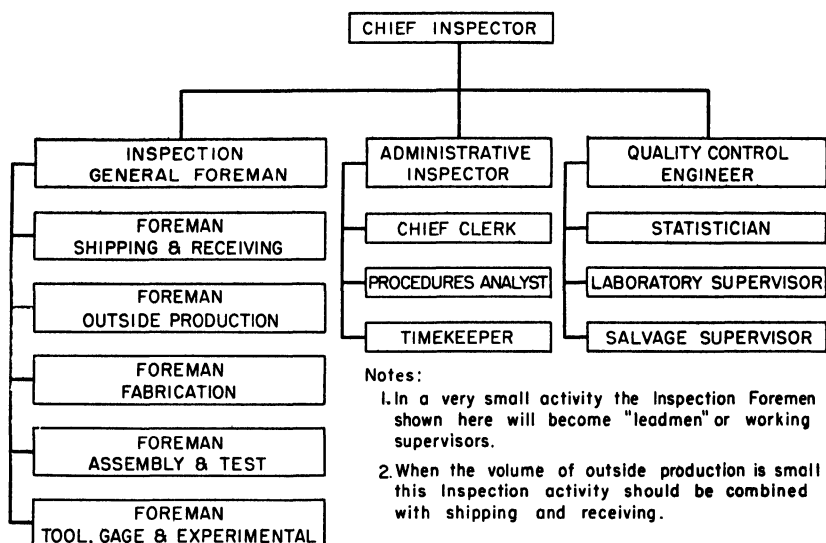 CHIEF INSPECTOR
INSPECTION
GENERAL FOREMAN
FOREMAN
SHIPPING & RECEIVING
FOREMAN
OUTSIDE PRODUCTION
FOREMAN
FABRICATION
FOREMAN
ASSEMBLY & TEST
FOREMAN
TOOL, GAGE & EXPERIMENTAL
ADMINISTRATIVE
INSPECTOR
CHIEF CLERK
PROCEDURES ANALYST
TIMEKEEPER
QUALITY CONTROL
ENGINEER
STATISTICIAN
LABORATORY SUPERVISOR
SALVAGE SUPERVISOR
Notes:
1. In a very small activity the Inspection Foremen
shown here will become "leadmen" or working
supervisors.
2. When the volume of outside production is small
this Inspection activity should be combined
with shipping and receiving.